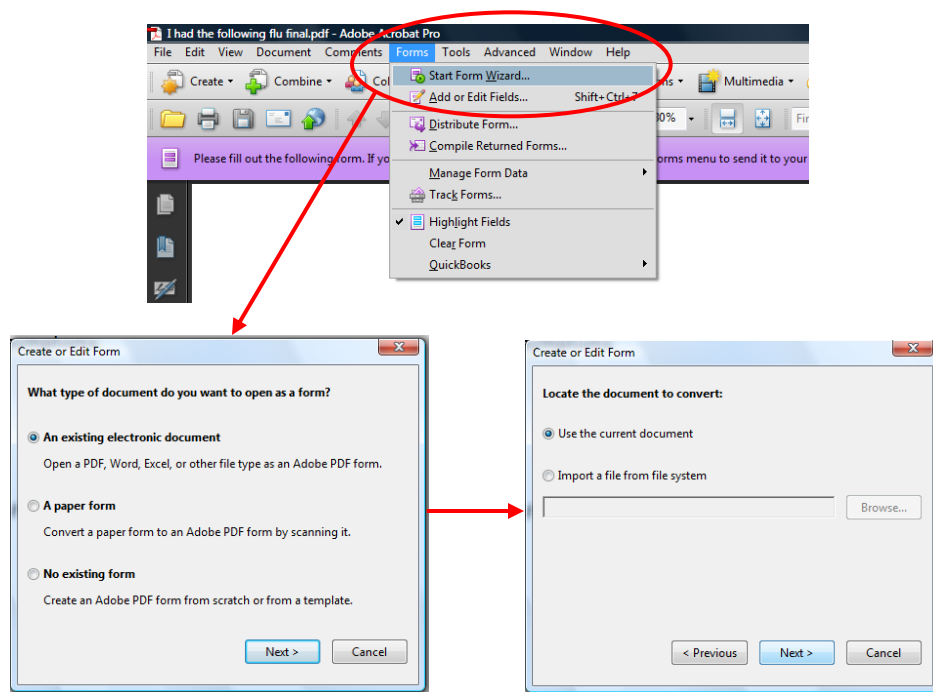 I had the following flu final.pdf - Adobe Acrobat Pro
File Edit View Document Comments Forms Tools Advanced Window Help
Create Combine Col Multimedia
Start Form Wizard...
Add or Edit Fields... Shift+Ctrl+7
Distribute Form...
Compile Returned Forms...
Manage Form Data
Track Forms...
Highlight Fields
Clear Form
QuickBooks
Please fill out the following form. If yo orms menu to send it to your
Create or Edit Form
What type of document do you want to open as a form?
An existing electronic document
Open a PDF, Word, Excel, or other file type as an Adobe PDF form.
A paper form
Convert a paper form to an Adobe PDF form by scanning it.
No existing form
Create an Adobe PDF form from scratch or from a template.
Next > Cancel
Create or Edit Form
Locate the document to convert:
Use the current document
Import a file from file system
Browse...
< Previous Next > Cancel